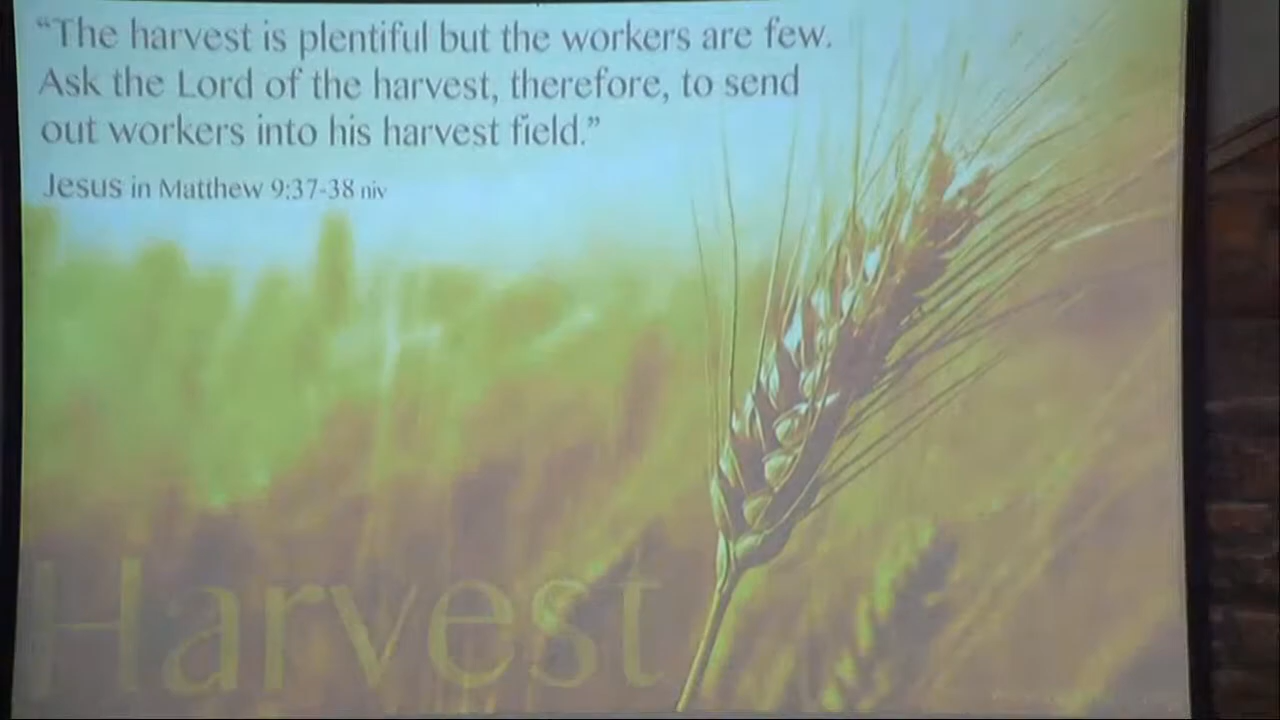 “The harvest is plentiful but the workers are few.
Ask the Lord of the harvest, therefore, to send
out workers into his harvest field.”
Jesus in Matthew 9:37-38 niv
Harvest